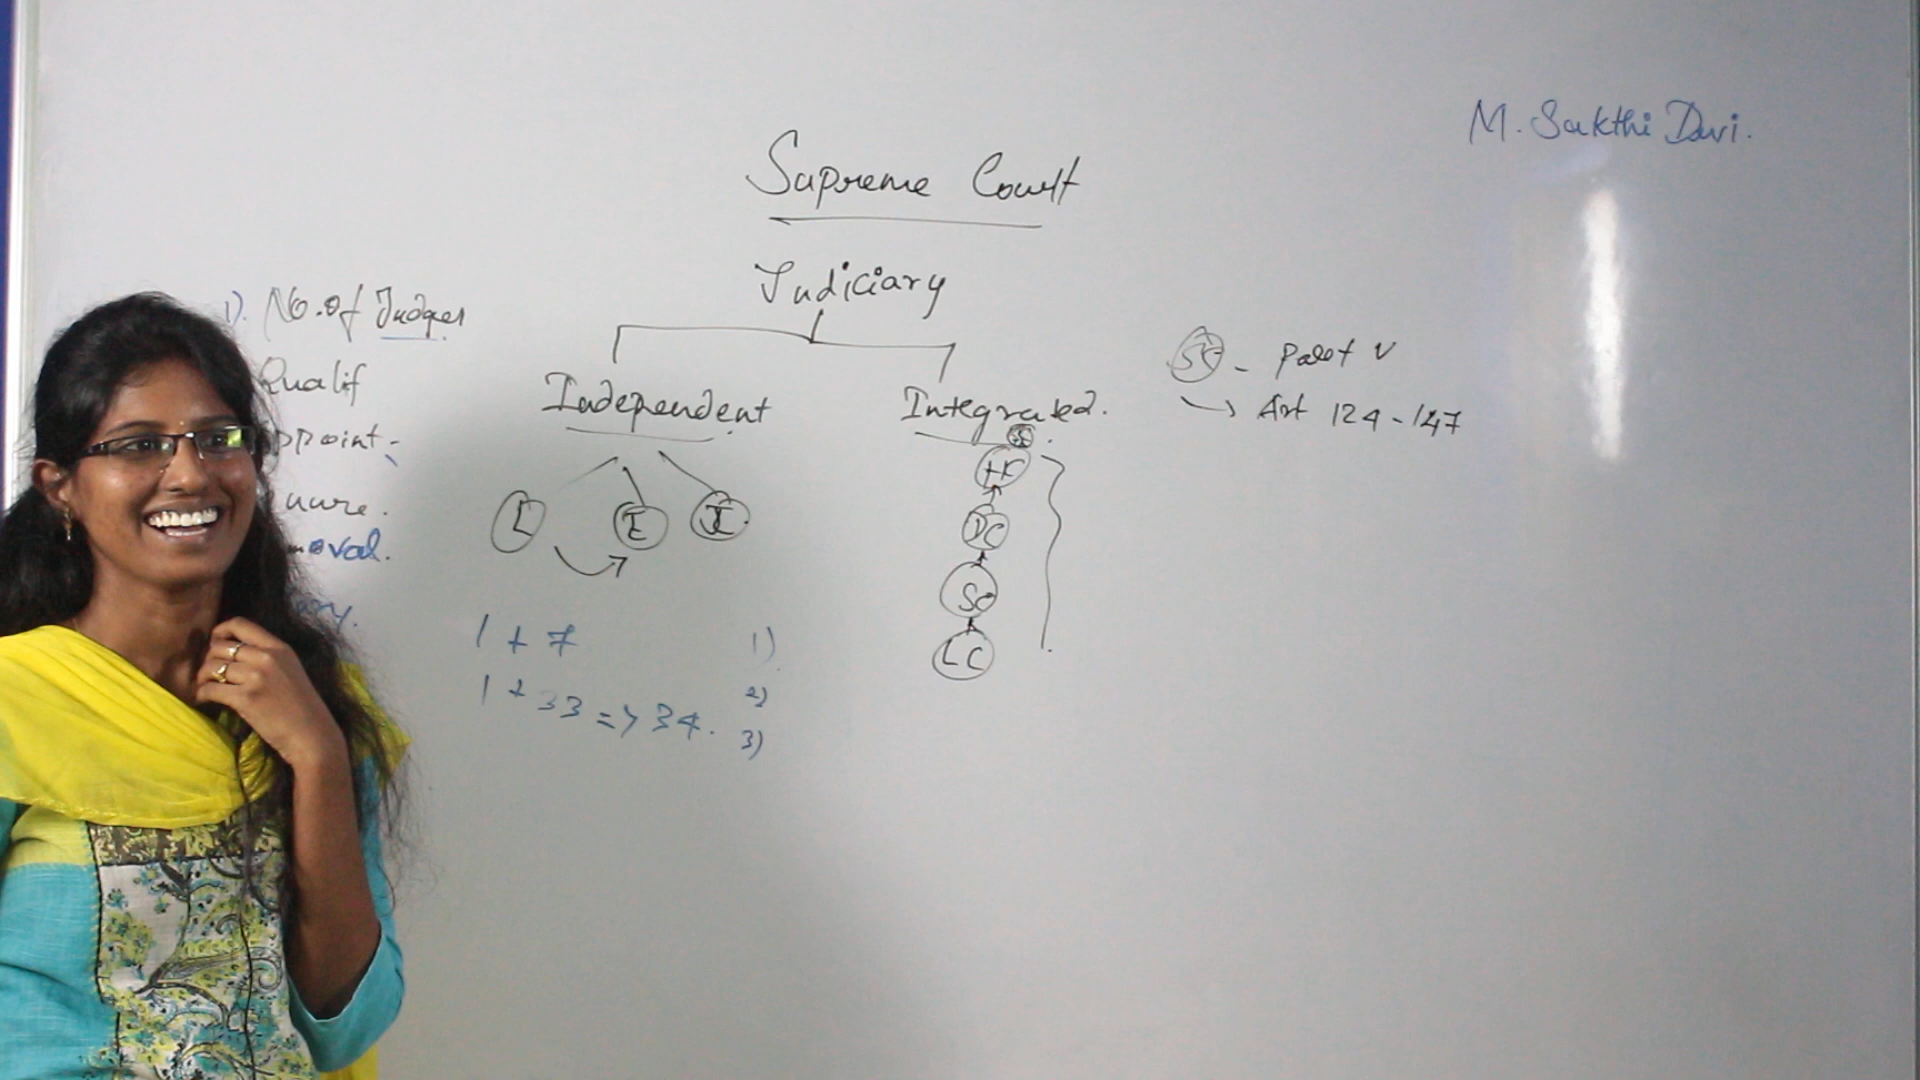 M. Sakthi Devi.
Supreme Court
Judiciary
Independent
Integrated.
L
E
J
SC
HC
DC
SC
LC
SC - Part V
Art 124-147
1). No. of Judges
Qualif
ppoint-
nure.
moval.
1 + 7
1 + 33 => 34.
1)
2)
3)